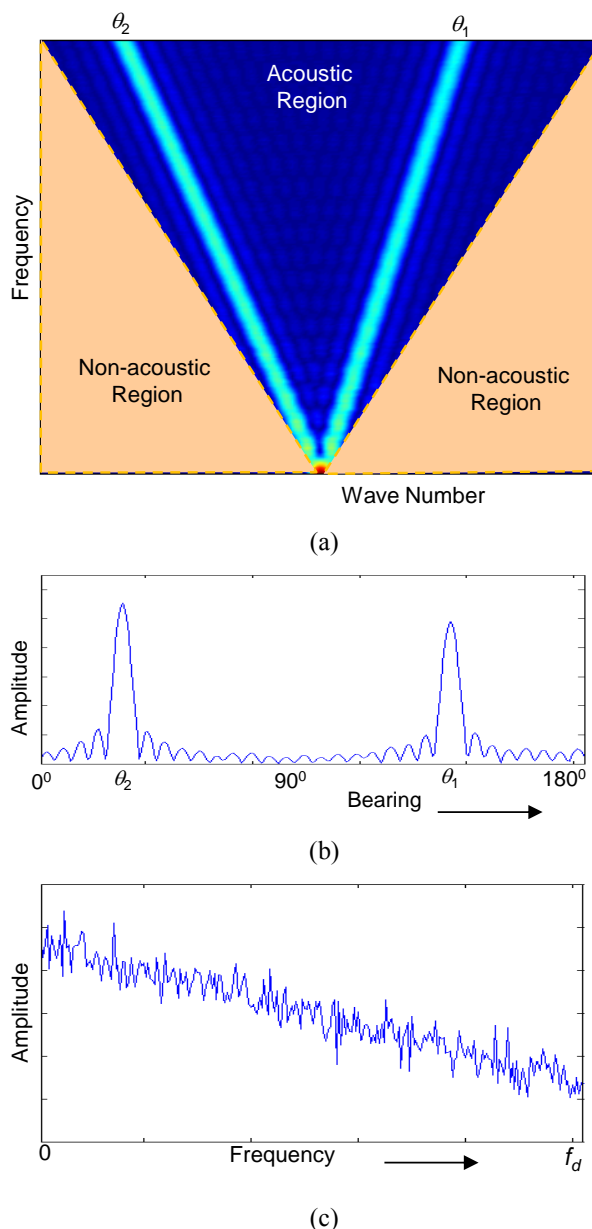 θ2 θ1
Acoustic
Region
Frequency
Non-acoustic
Region
Non-acoustic
Region
Wave Number
(a)
Amplitude
0⁰ θ2 90⁰ θ1 180⁰
Bearing
(b)
Amplitude
0 Frequency f_d
(c)